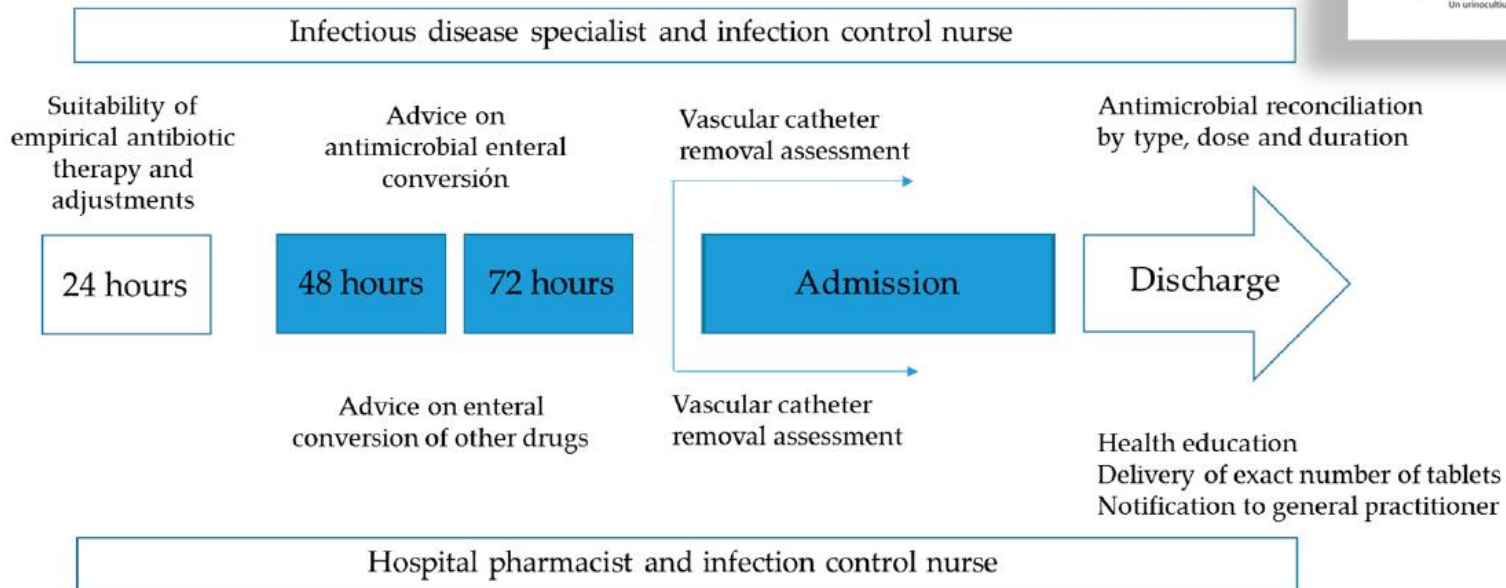 Un urinocultiu
Infectious disease specialist and infection control nurse
Suitability of
empirical antibiotic
therapy and
adjustments
Advice on
antimicrobial enteral
conversión
Vascular catheter
removal assessment
Antimicrobial reconciliation
by type, dose and duration
24 hours
48 hours
72 hours
Admission
Discharge
Advice on enteral
conversion of other drugs
Vascular catheter
removal assessment
Health education
Delivery of exact number of tablets
Notification to general practitioner
Hospital pharmacist and infection control nurse